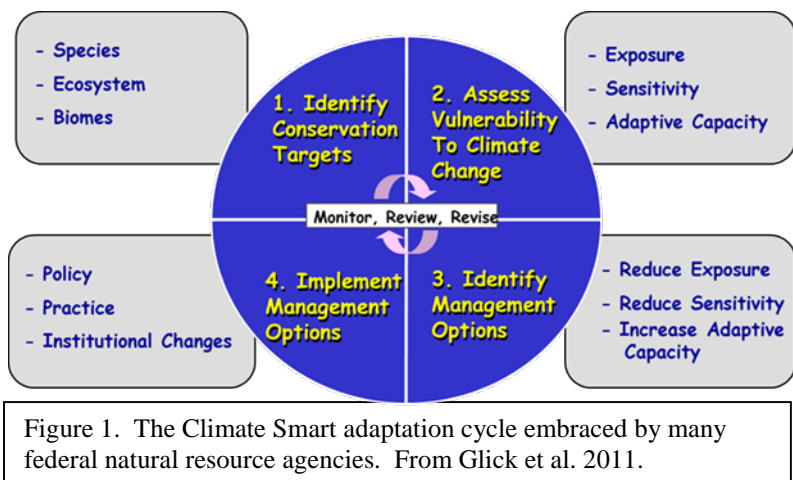 - Species
- Ecosystem
- Biomes
1. Identify
Conservation
Targets
2. Assess
Vulnerability
To Climate
Change
- Exposure
- Sensitivity
- Adaptive Capacity
Monitor, Review, Revise
- Policy
- Practice
- Institutional Changes
4. Implement
Management
Options
3. Identify
Management
Options
- Reduce Exposure
- Reduce Sensitivity
- Increase Adaptive
Capacity
Figure 1. The Climate Smart adaptation cycle embraced by many
federal natural resource agencies. From Glick et al. 2011.